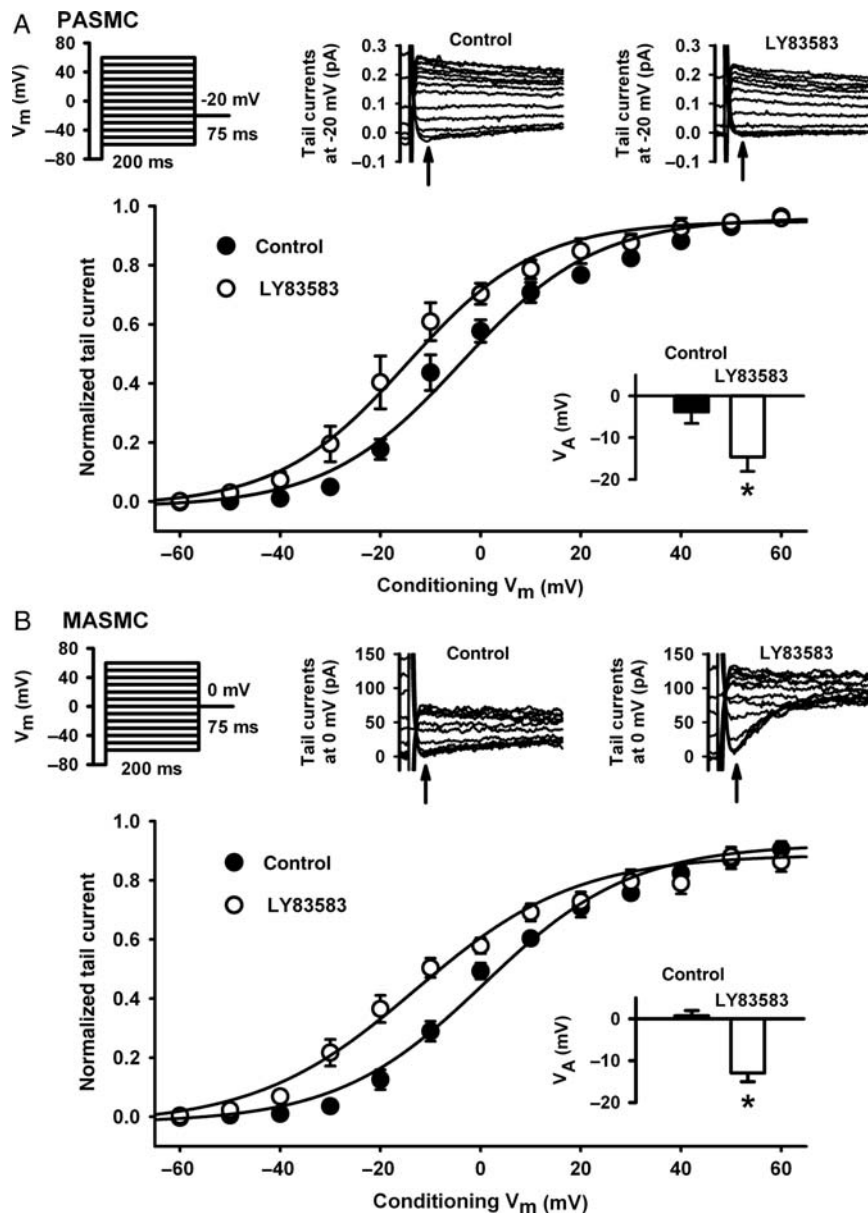 A PASMC
80
40
0
−40
−80
Vm (mV)
-20 mV
75 ms
200 ms
Control
0.3
0.2
0.1
0.0
−0.1
Tail currents
at -20 mV (pA)
LY83583
0.3
0.2
0.1
0.0
−0.1
Tail currents
at -20 mV (pA)
1.0
0.8
0.6
0.4
0.2
0.0
Normalized tail current
Control
LY83583
Control
LY83583
0
−10
−20
VA (mV)
*
−60 −40 −20 0 20 40 60
Conditioning Vm (mV)
B MASMC
80
40
0
−40
−80
Vm (mV)
0 mV
75 ms
200 ms
Control
150
100
50
0
Tail currents
at 0 mV (pA)
LY83583
150
100
50
0
Tail currents
at 0 mV (pA)
1.0
0.8
0.6
0.4
0.2
0.0
Normalized tail current
Control
LY83583
Control
LY83583
0
−10
−20
VA (mV)
*
−60 −40 −20 0 20 40 60
Conditioning Vm (mV)